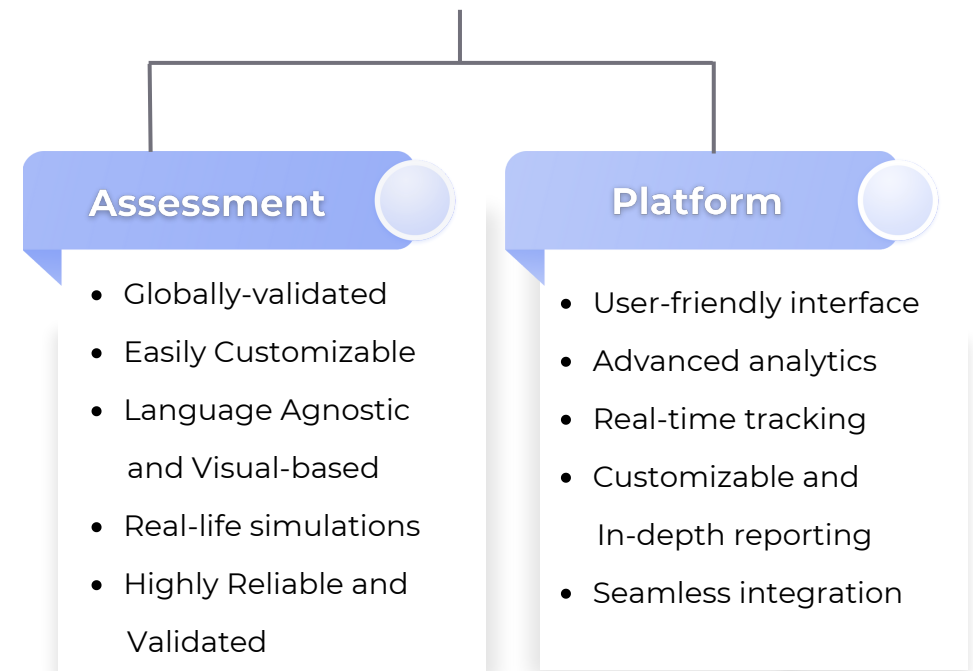 Assessment
• Globally-validated
• Easily Customizable
• Language Agnostic
and Visual-based
• Real-life simulations
• Highly Reliable and
Validated
Platform
• User-friendly interface
• Advanced analytics
• Real-time tracking
• Customizable and
In-depth reporting
• Seamless integration